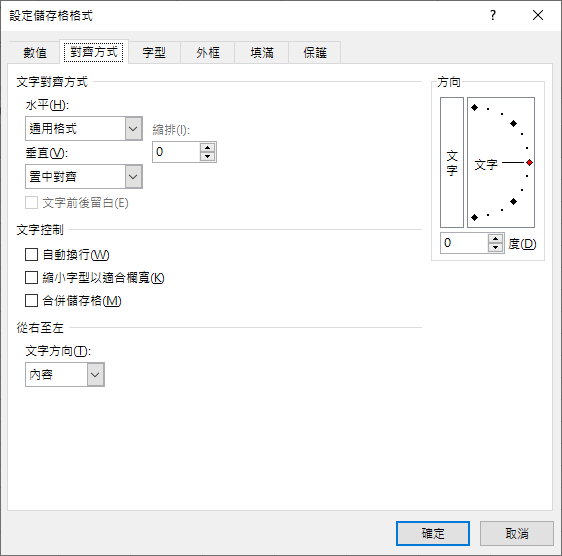 設定儲存格格式
數值 對齊方式 字型 外框 填滿 保護
文字對齊方式
水平(H):
通用格式
縮排(I):
垂直(V):
0
置中對齊
文字前後留白(E)
文字控制
自動換行(W)
縮小字型以適合欄寬(K)
合併儲存格(M)
從右至左
文字方向(T):
內容
方向
文字
文字
0 度(D)
確定 取消